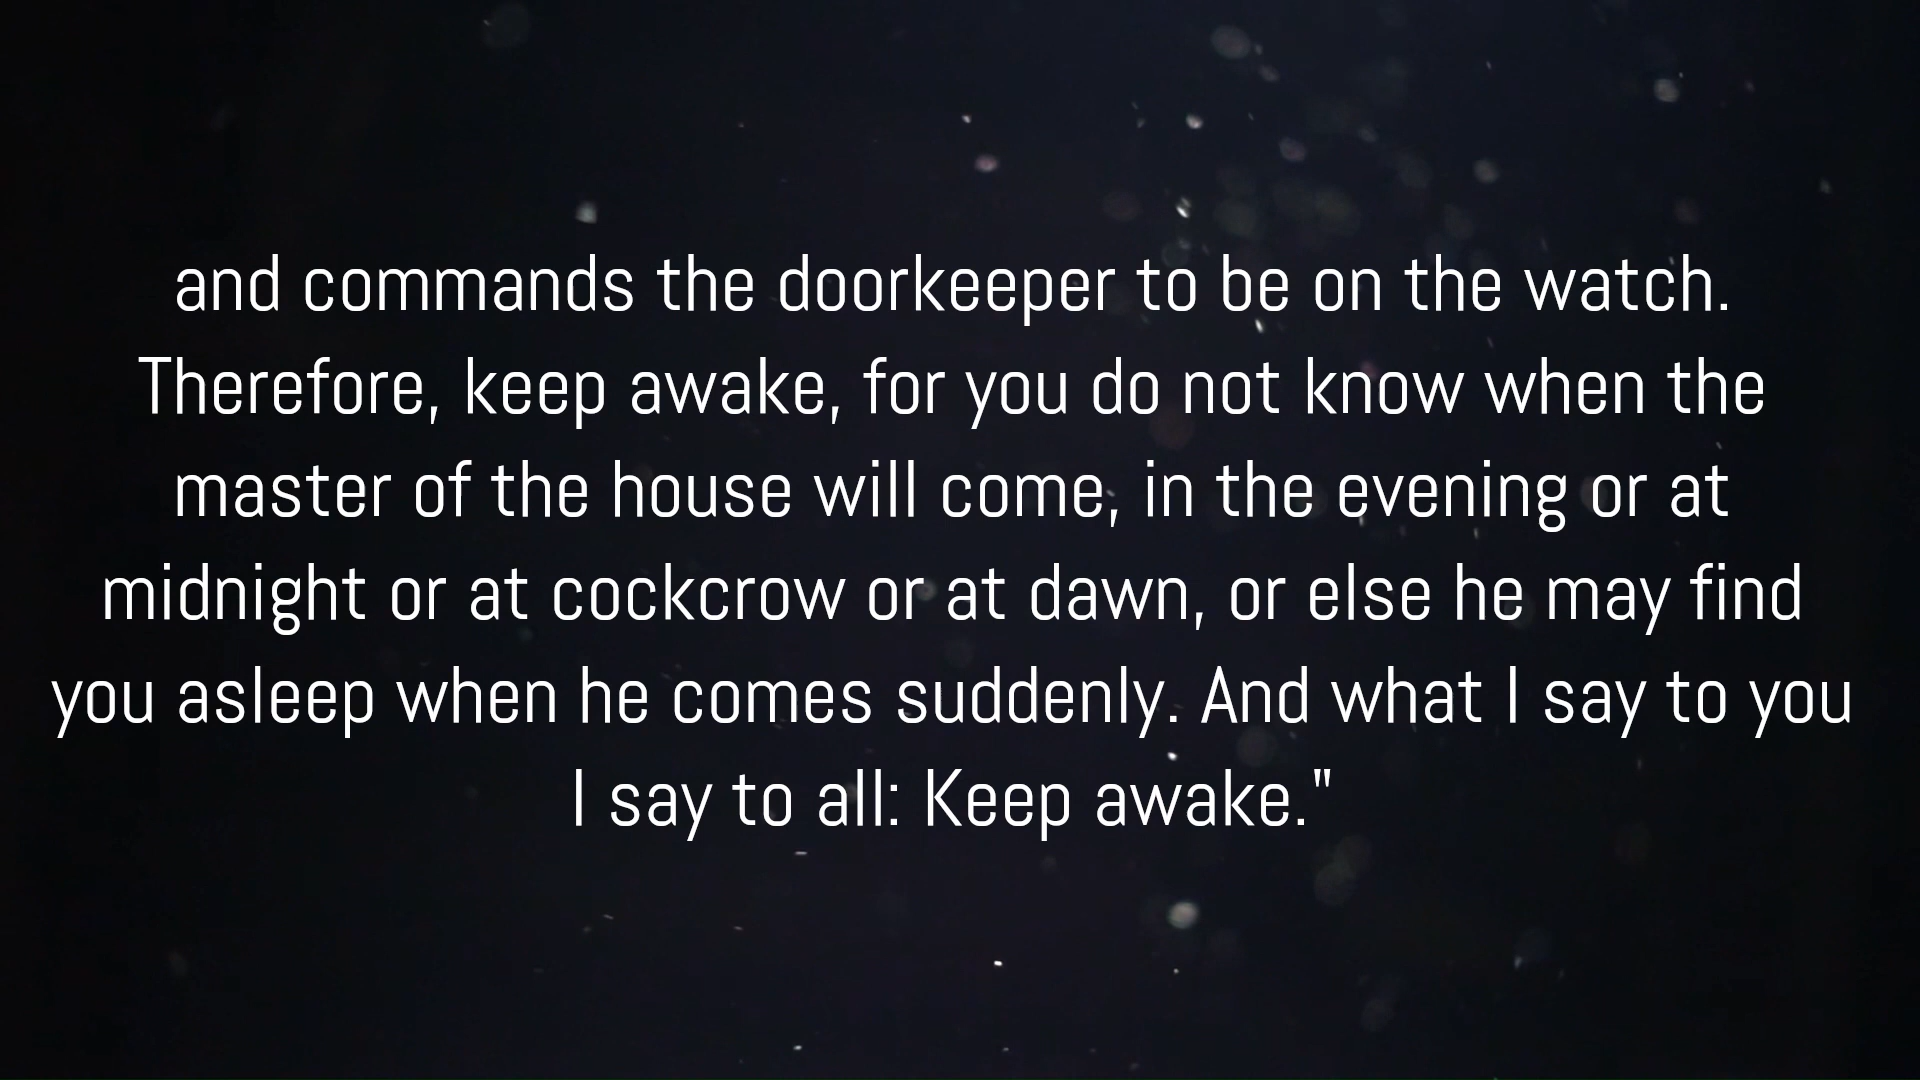 and commands the doorkeeper to be on the watch.
Therefore, keep awake, for you do not know when the
master of the house will come, in the evening or at
midnight or at cockcrow or at dawn, or else he may find
you asleep when he comes suddenly. And what I say to you
I say to all: Keep awake."